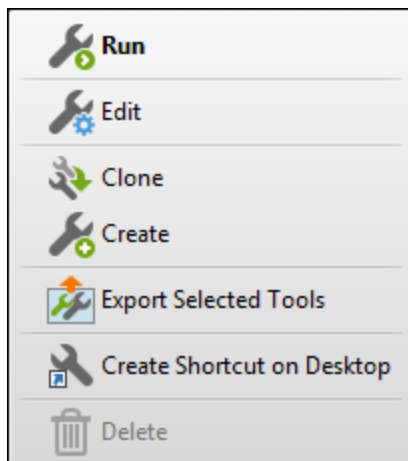 Run
Edit
Clone
Create
Export Selected Tools
Create Shortcut on Desktop
Delete